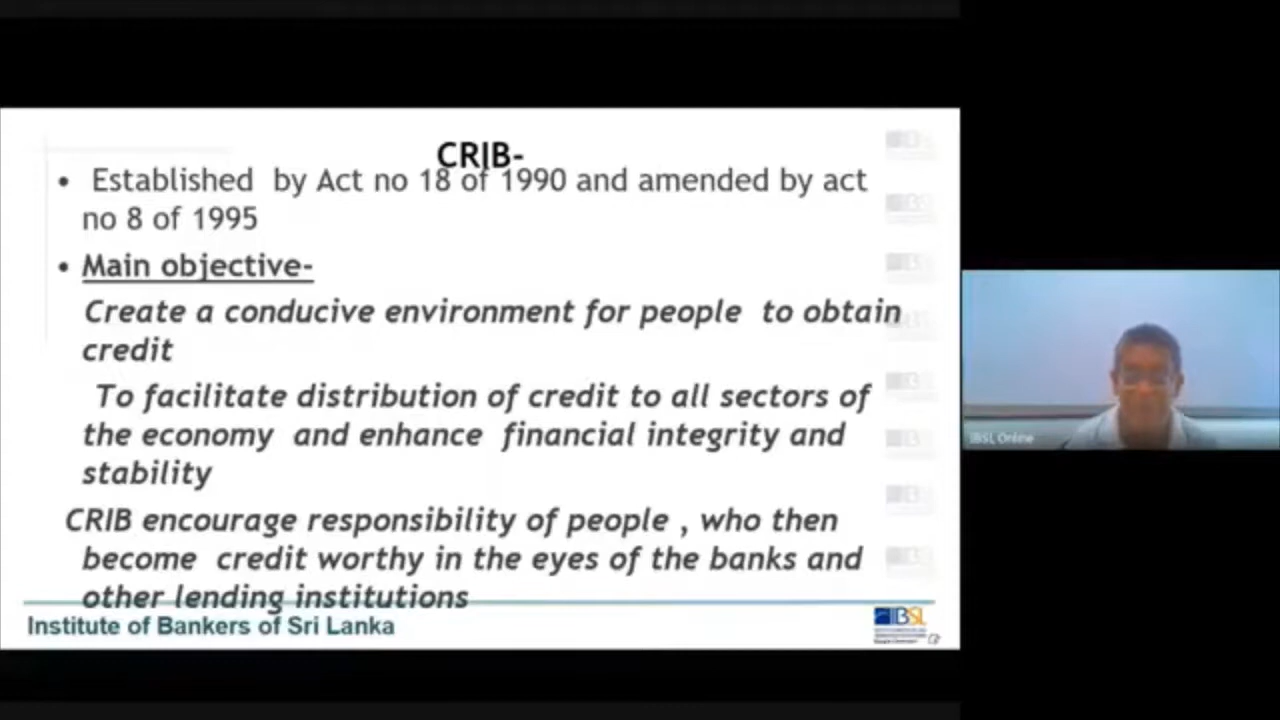 CRIB-
• Established by Act no 18 of 1990 and amended by act
no 8 of 1995
• Main objective-
Create a conducive environment for people to obtain
credit
To facilitate distribution of credit to all sectors of
the economy and enhance financial integrity and
stability
CRIB encourage responsibility of people , who then
become credit worthy in the eyes of the banks and
other lending institutions
Institute of Bankers of Sri Lanka
IBSL
IBSL Online